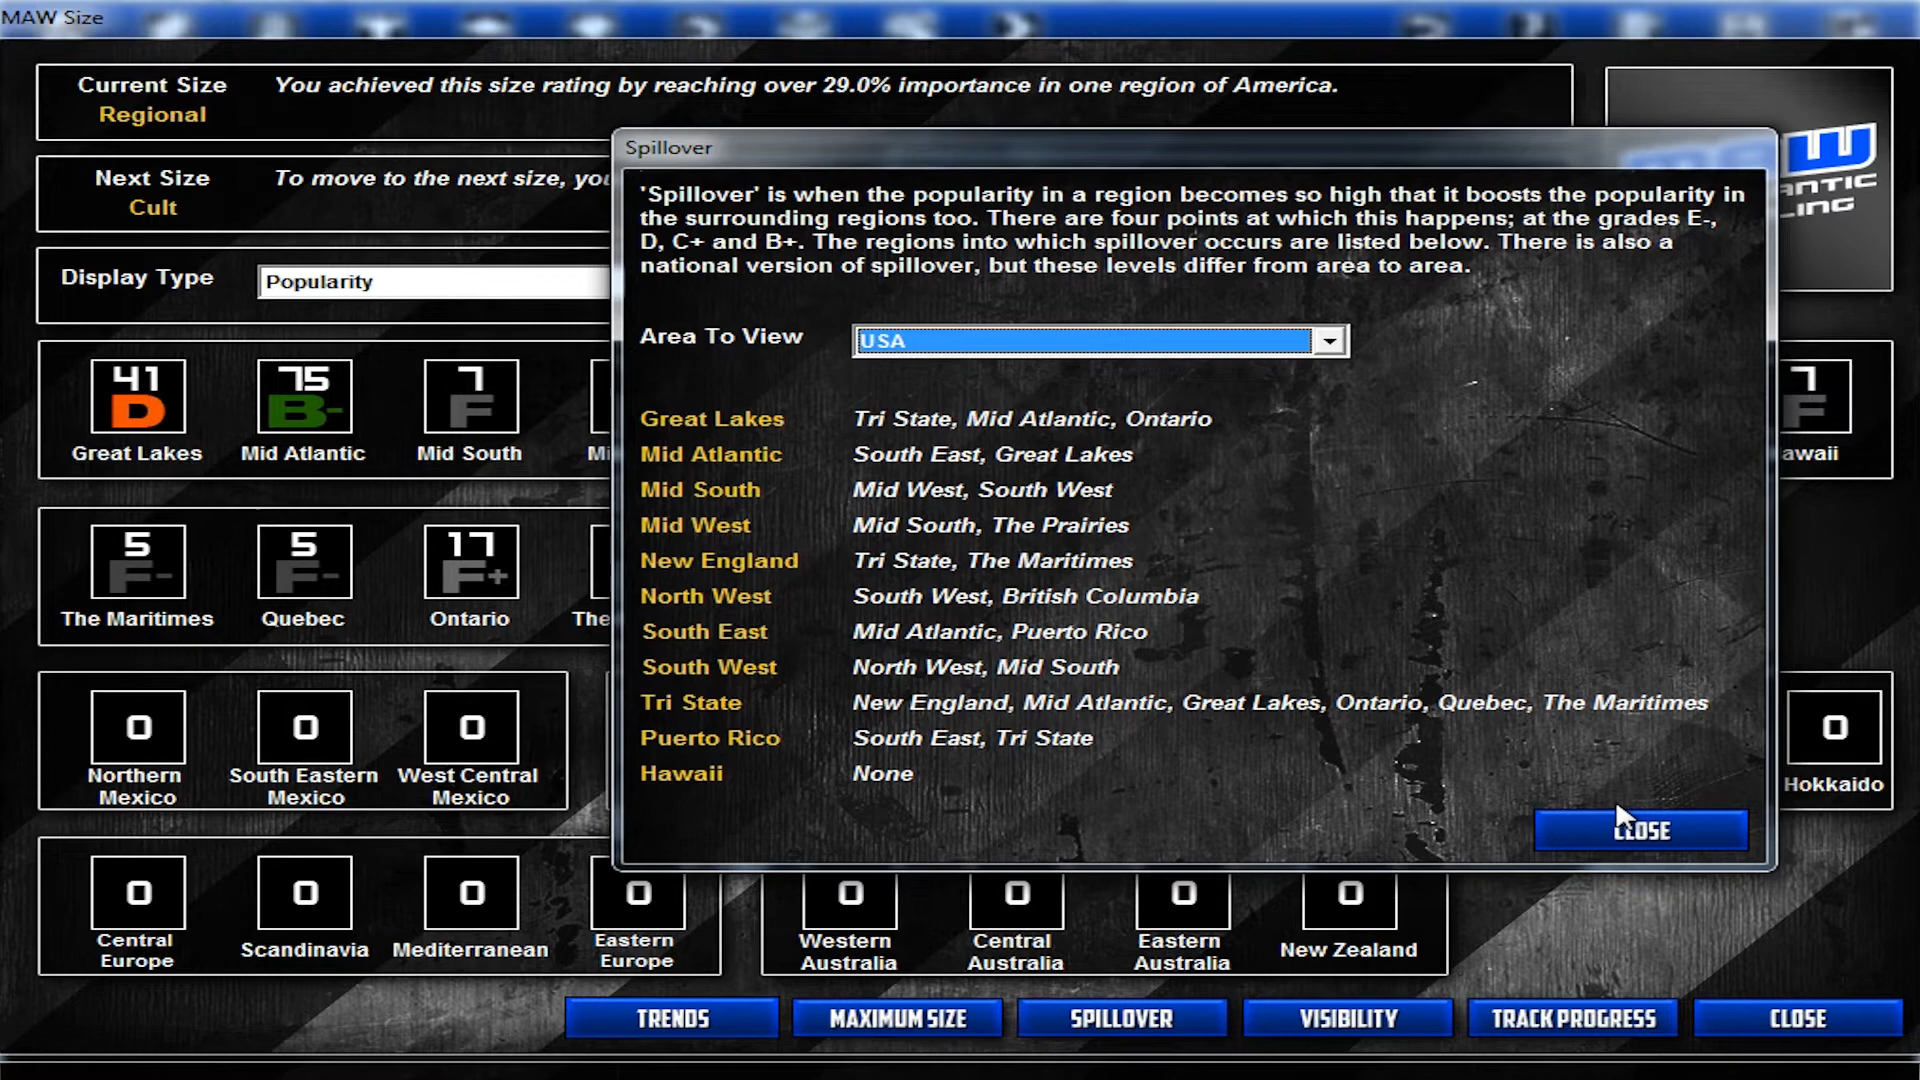 MAW Size
Current Size
You achieved this size rating by reaching over 29.0% importance in one region of America.
Regional
Next Size
To move to the next size, you
Cult
Display Type
Popularity
Spillover
'Spillover' is when the popularity in a region becomes so high that it boosts the popularity in
the surrounding regions too. There are four points at which this happens; at the grades E-,
D, C+ and B+. The regions into which spillover occurs are listed below. There is also a
national version of spillover, but these levels differ from area to area.
Area To View
USA
Great Lakes Tri State, Mid Atlantic, Ontario
Mid Atlantic South East, Great Lakes
Mid South Mid West, South West
Mid West Mid South, The Prairies
New England Tri State, The Maritimes
North West South West, British Columbia
South East Mid Atlantic, Puerto Rico
South West North West, Mid South
Tri State New England, Mid Atlantic, Great Lakes, Ontario, Quebec, The Maritimes
Puerto Rico South East, Tri State
Hawaii None
CLOSE
41 75 7 7
D B- F F
Great Lakes Mid Atlantic Mid South Mi awaii
5 5 17
F- F- F+
The Maritimes Quebec Ontario The
0 0 0 0
Northern Mexico
South Eastern Mexico
West Central Mexico
Hokkaido
0 0 0 0 0 0 0 0
Central Europe
Scandinavia
Mediterranean
Eastern Europe
Western Australia
Central Australia
Eastern Australia
New Zealand
ANTIC
LING
TRENDS
MAXIMUM SIZE
SPILLOVER
VISIBILITY
TRACK PROGRESS
CLOSE